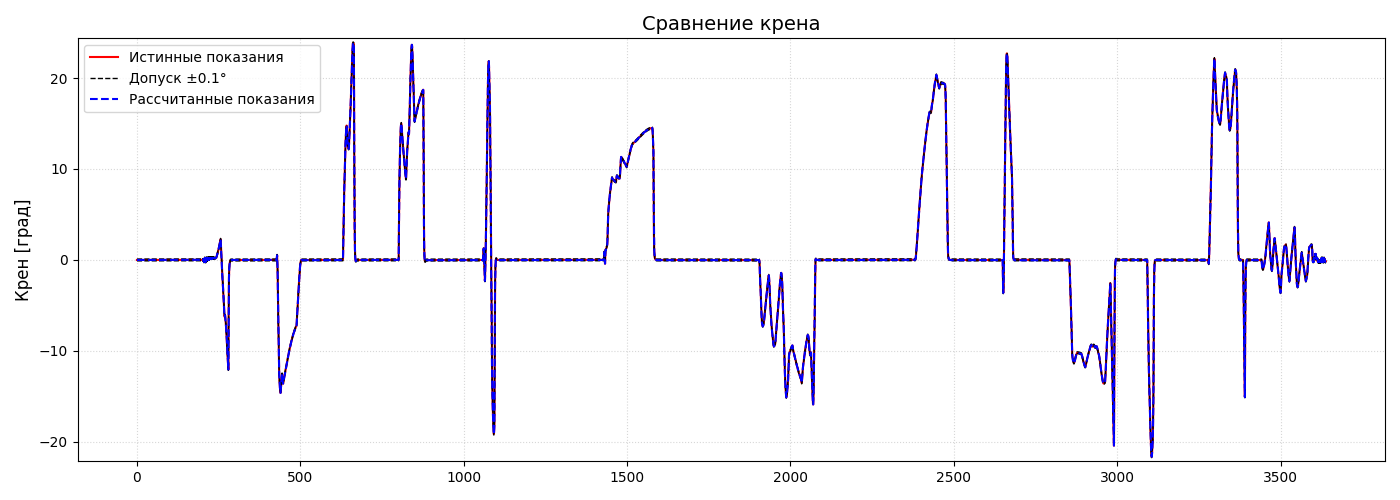 Сравнение крена
Истинные показания
Допуск ±0.1°
Рассчитанные показания
Крен [град]
20
10
0
−10
−20
0 500 1000 1500 2000 2500 3000 3500